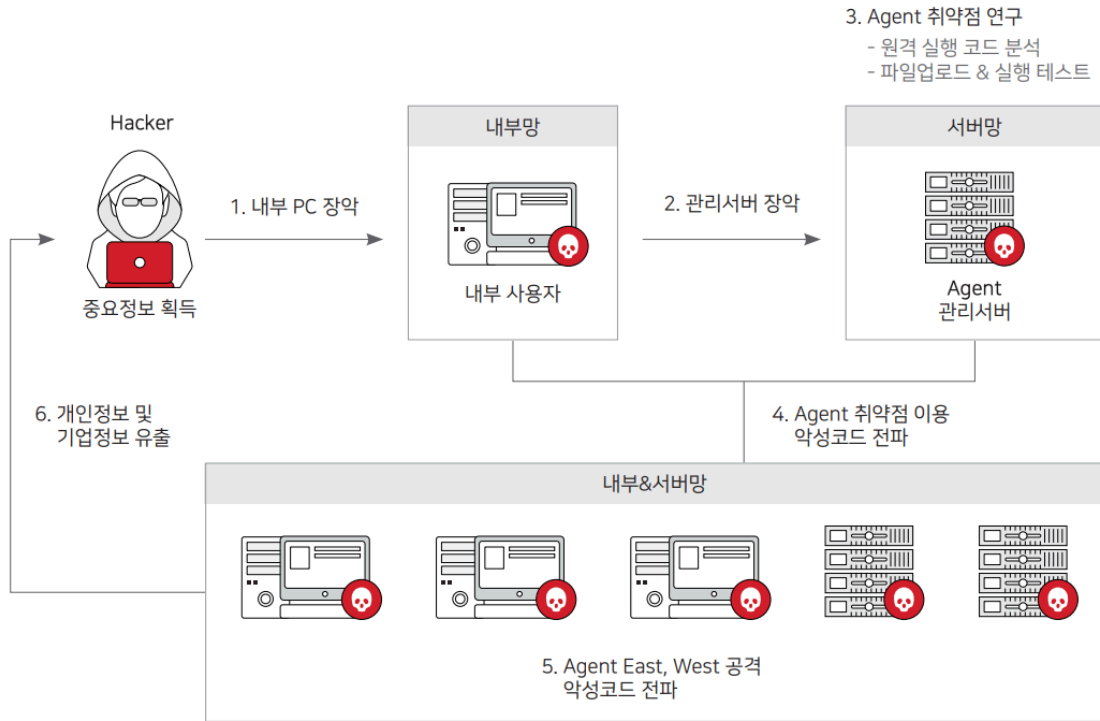 3. Agent 취약점 연구
- 원격 실행 코드 분석
- 파일업로드 & 실행 테스트
Hacker
중요정보 획득
1. 내부 PC 장악
내부망
내부 사용자
2. 관리서버 장악
서버망
Agent
관리서버
4. Agent 취약점 이용
악성코드 전파
6. 개인정보 및
기업정보 유출
내부&서버망
5. Agent East, West 공격
악성코드 전파